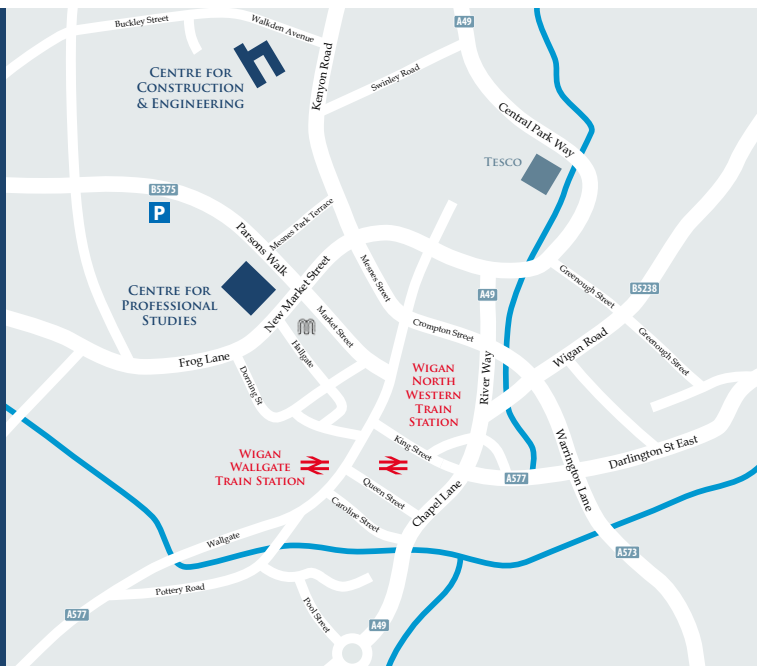 Buckley Street
Walkden Avenue
A49
Centre for
Construction
& Engineering
Kenyon Road
Swinley Road
Central Park Way
Tesco
B5375
P
Mesnes Park Terrace
Parsons Walk
Centre for
Professional
Studies
New Market Street
Mesnes Street
Greenough Street
B5238
A49
Market Street
Crompton Street
Hallgate
Frog Lane
Dorning St
Wigan
North
Western
Train
Station
River Way
Wigan Road
Greenough Street
King Street
Wigan
Wallgate
Train Station
Warrington Lane
Darlington St East
A577
Queen Street
Caroline Street
Chapel Lane
Wallgate
A573
Pottery Road
A577
Pool Street
A49